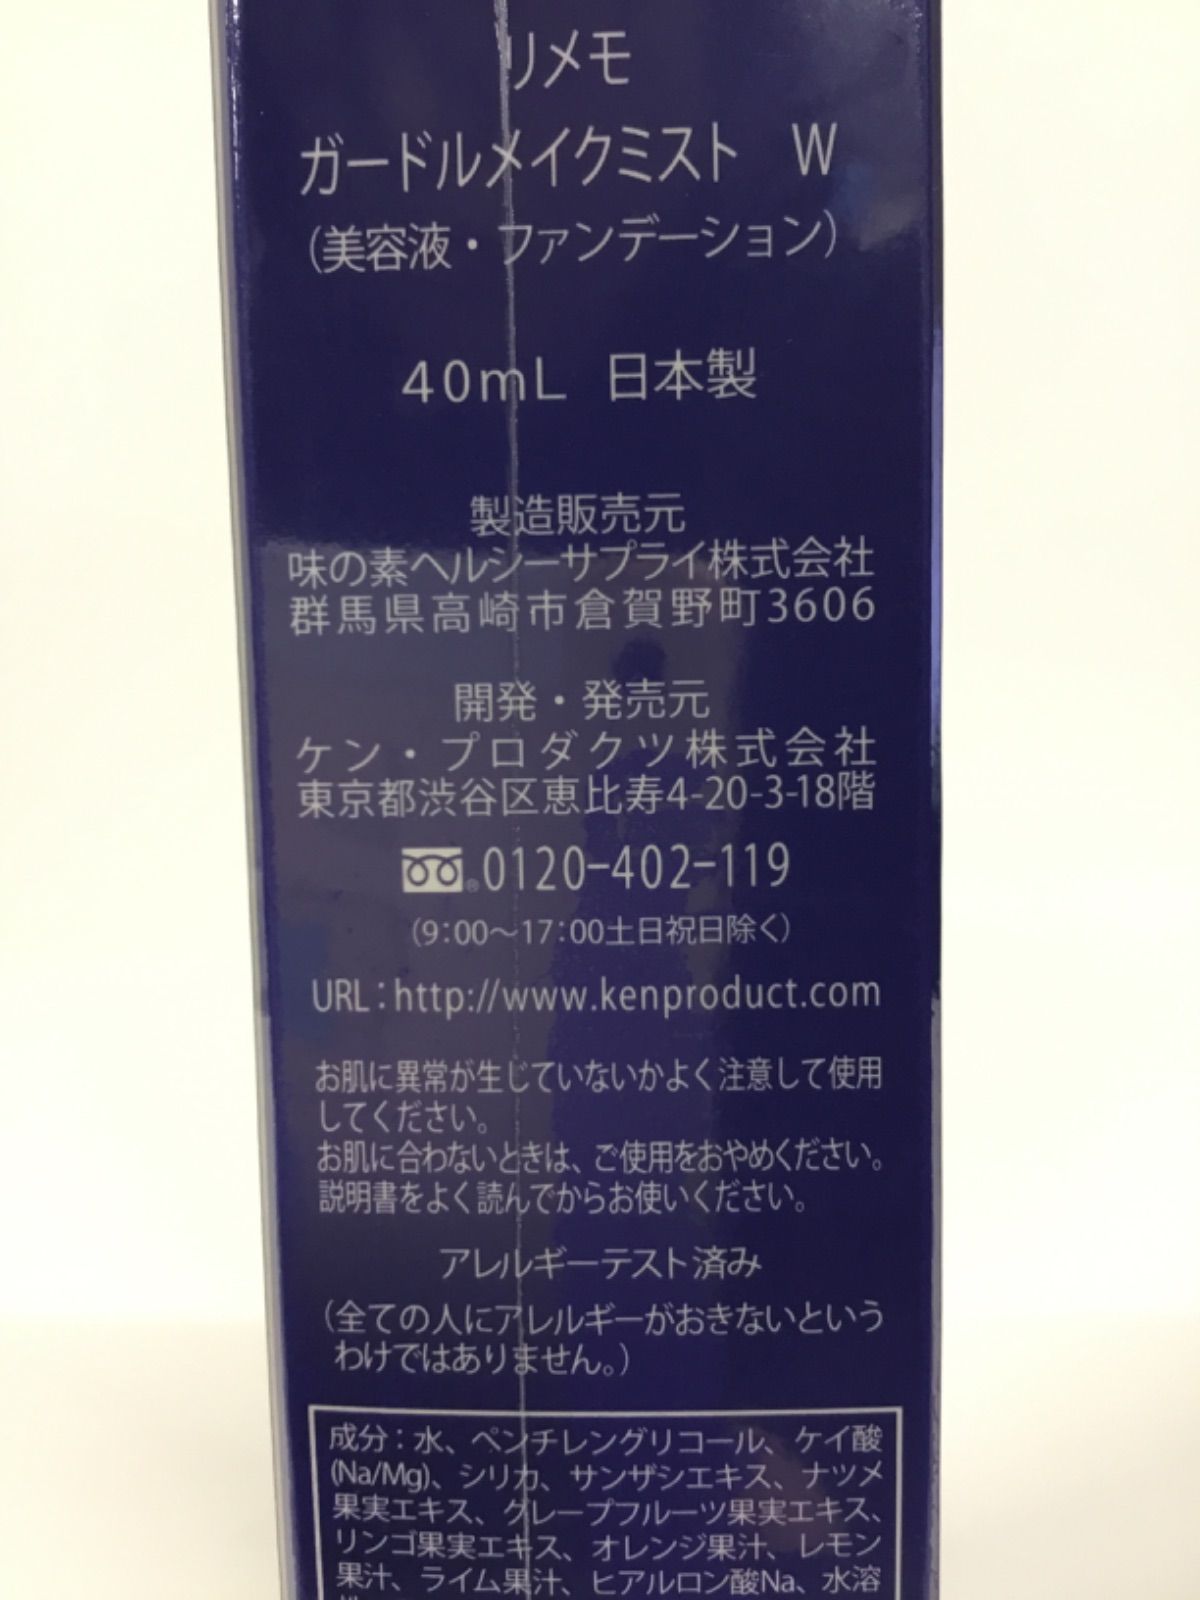 リメモ
ガードルメイクミスト　W
（美容液・ファンデーション）
40mL 日本製
製造販売元
味の素ヘルシーサプライ株式会社
群馬県高崎市倉賀野町3606
開発・発売元
ケン・プロダクツ株式会社
東京都渋谷区恵比寿4-20-3-18階
®0120-402-119
（9:00～17:00土日祝日除く）
URL：http://www.kenproduct.com
お肌に異常が生じていないかよく注意して使用
してください。
お肌に合わないときは、ご使用をおやめください。
説明書をよく読んでからお使いください。
アレルギーテスト済み
（全ての人にアレルギーがおきないという
わけではありません。）
成分：水、ペンチレングリコール、ケイ酸
(Na/Mg)、シリカ、サンザシエキス、ナツメ
果実エキス、グレープフルーツ果実エキス、
リンゴ果実エキス、オレンジ果汁、レモン
果汁、ライム果汁、ヒアルロン酸Na、水溶